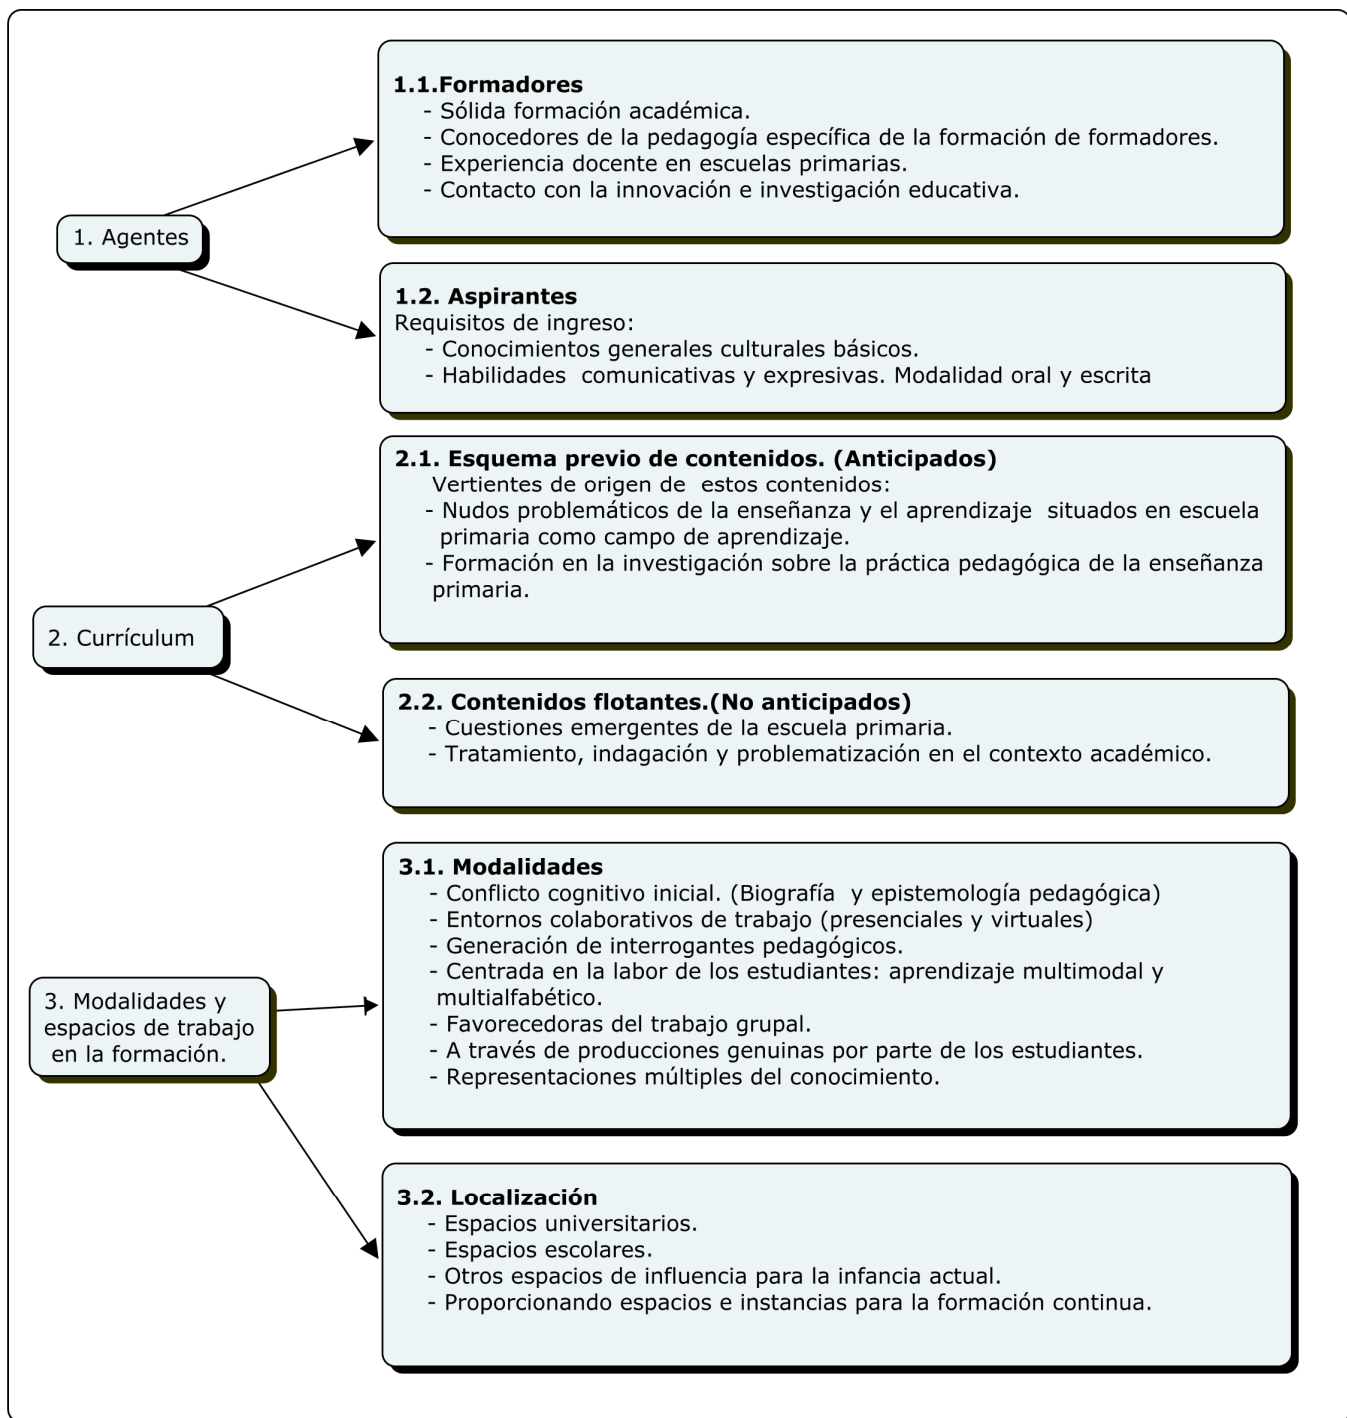 1.1.Formadores
- Sólida formación académica.
- Conocedores de la pedagogía específica de la formación de formadores.
- Experiencia docente en escuelas primarias.
- Contacto con la innovación e investigación educativa.
1. Agentes
1.2. Aspirantes
Requisitos de ingreso:
- Conocimientos generales culturales básicos.
- Habilidades comunicativas y expresivas. Modalidad oral y escrita
2.1. Esquema previo de contenidos. (Anticipados)
Vertientes de origen de estos contenidos:
- Nudos problemáticos de la enseñanza y el aprendizaje situados en escuela
primaria como campo de aprendizaje.
- Formación en la investigación sobre la práctica pedagógica de la enseñanza
primaria.
2. Currículum
2.2. Contenidos flotantes.(No anticipados)
- Cuestiones emergentes de la escuela primaria.
- Tratamiento, indagación y problematización en el contexto académico.
3.1. Modalidades
- Conflicto cognitivo inicial. (Biografía y epistemología pedagógica)
- Entornos colaborativos de trabajo (presenciales y virtuales)
- Generación de interrogantes pedagógicos.
- Centrada en la labor de los estudiantes: aprendizaje multimodal y
multialfabético.
- Favorecedoras del trabajo grupal.
- A través de producciones genuinas por parte de los estudiantes.
- Representaciones múltiples del conocimiento.
3. Modalidades y
espacios de trabajo
en la formación.
3.2. Localización
- Espacios universitarios.
- Espacios escolares.
- Otros espacios de influencia para la infancia actual.
- Proporcionando espacios e instancias para la formación continua.